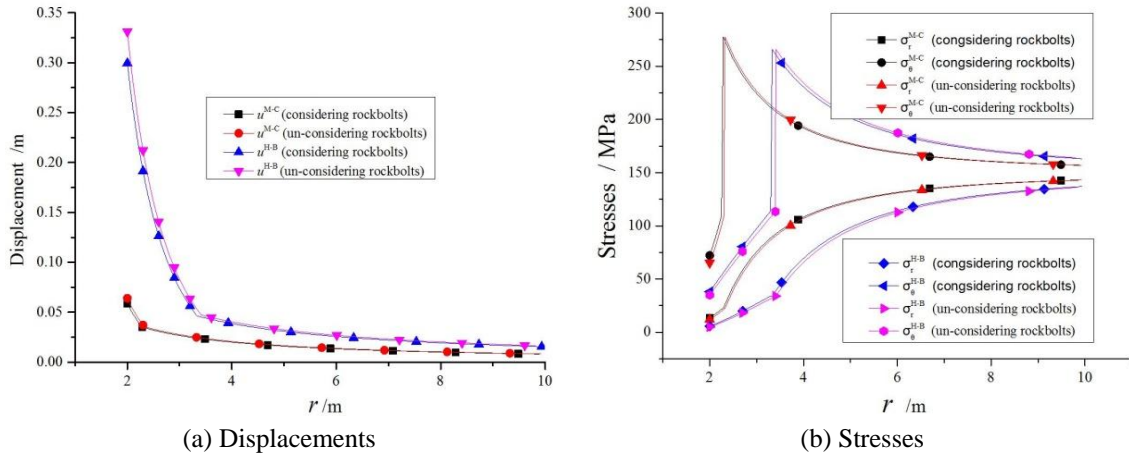 0.35
0.30
0.25
0.20
0.15
0.10
0.05
0.00
Displacement /m
u^M-C (considering rockbolts)
u^M-C (un-considering rockbolts)
u^H-B (considering rockbolts)
u^H-B (un-considering rockbolts)
2 4 6 8 10
r /m
(a) Displacements
300
250
200
150
100
50
0
Stresses / MPa
σ_r^M-C (congsidering rockbolts)
σ_θ^M-C (congsidering rockbolts)
σ_r^M-C (un-considering rockbolts)
σ_θ^M-C (un-considering rockbolts)
σ_r^H-B (congsidering rockbolts)
σ_θ^H-B (congsidering rockbolts)
σ_r^H-B (un-considering rockbolts)
σ_θ^H-B (un-considering rockbolts)
2 4 6 8 10
r /m
(b) Stresses